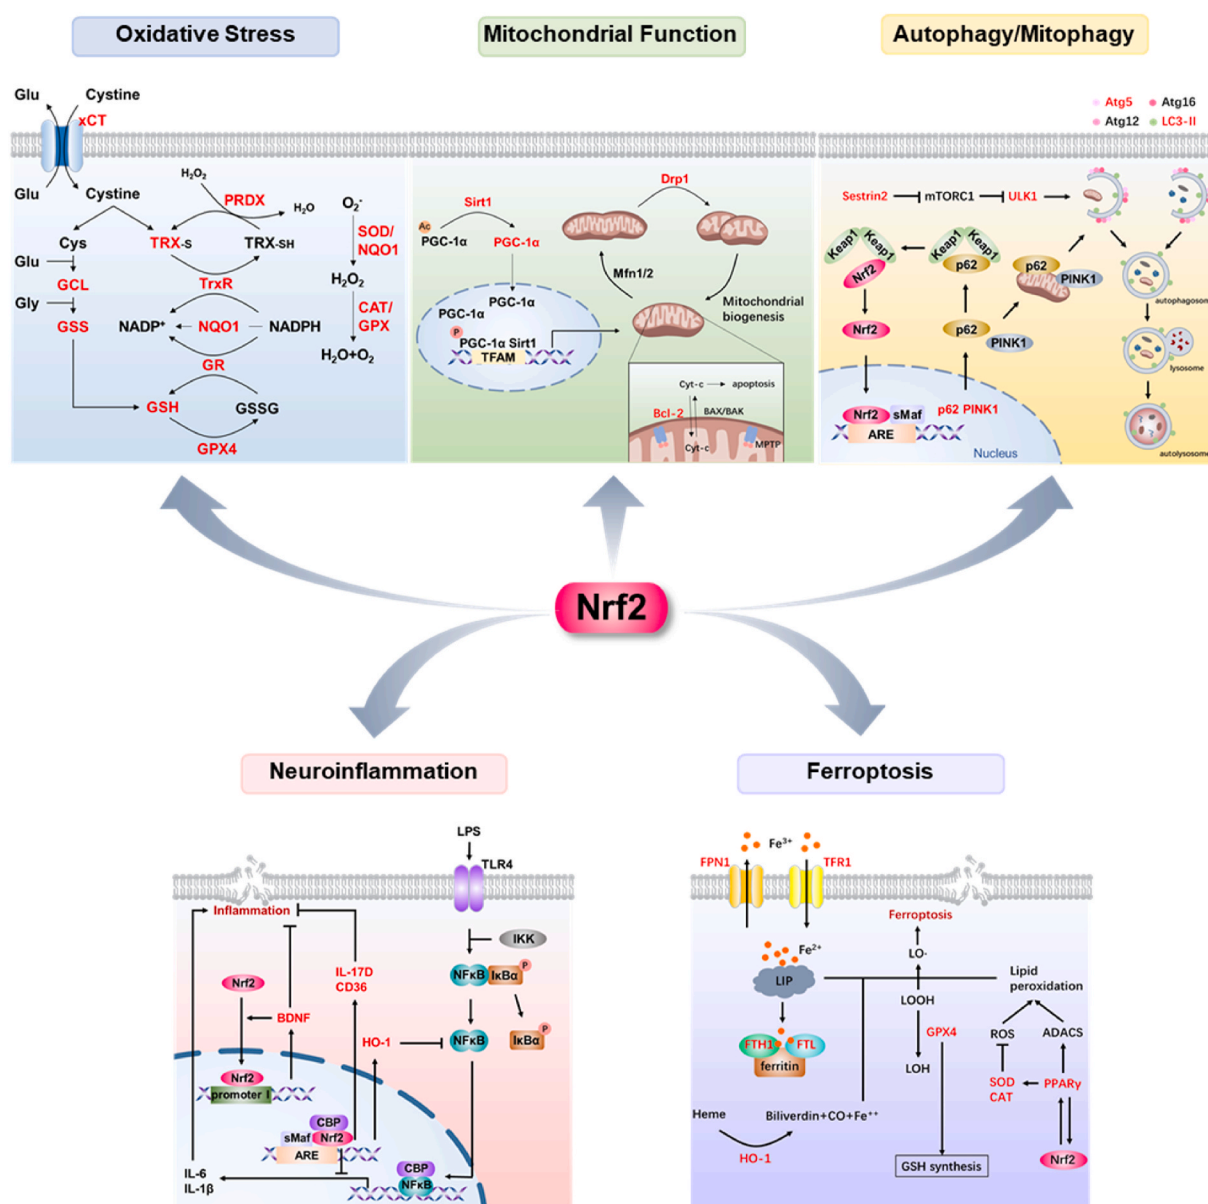 Oxidative Stress
Mitochondrial Function
Autophagy/Mitophagy
Glu
Cystine
xCT
Glu
Cystine
H₂O₂
PRDX
H₂O
Cys
TRX-S
TRX-SH
Glu
GCL
TrxR
Gly
GSS
NADP⁺
NQO1
NADPH
GR
GSH
GSSG
GPX4
O₂·
SOD/
NQO1
H₂O₂
CAT/
GPX
H₂O+O₂
Sirt1
Ac
PGC-1α
PGC-1α
PGC-1α
PGC-1α
P
PGC-1α Sirt1
TFAM
Drp1
Mfn1/2
Mitochondrial
biogenesis
Cyt-c
apoptosis
Bcl-2
BAX/BAK
Cyt-c
MPTP
Atg5
Atg16
Atg12
LC3-II
Sestrin2
mTORC1
ULK1
Keap1
Keap1
Nrf2
Keap1
Keap1
p62
p62
PINK1
autophagosome
Nrf2
p62
PINK1
lysosome
Nrf2
sMaf
p62 PINK1
ARE
Nucleus
autolysosome
Nrf2
Neuroinflammation
Ferroptosis
LPS
TLR4
Inflammation
IKK
IL-17D
CD36
NFκB
IκBα
P
Nrf2
BDNF
HO-1
NFκB
IκBα
P
Nrf2
promoter I
CBP
sMaf
Nrf2
ARE
IL-6
IL-1β
CBP
NFκB
Fe³⁺
FPN1
TFR1
Ferroptosis
Fe²⁺
LO·
LIP
Lipid
peroxidation
LOOH
FTH1
FTL
ferritin
GPX4
ROS
ADACS
LOH
SOD
CAT
PPARγ
Heme
Biliverdin+CO+Fe⁺⁺
HO-1
GSH synthesis
Nrf2